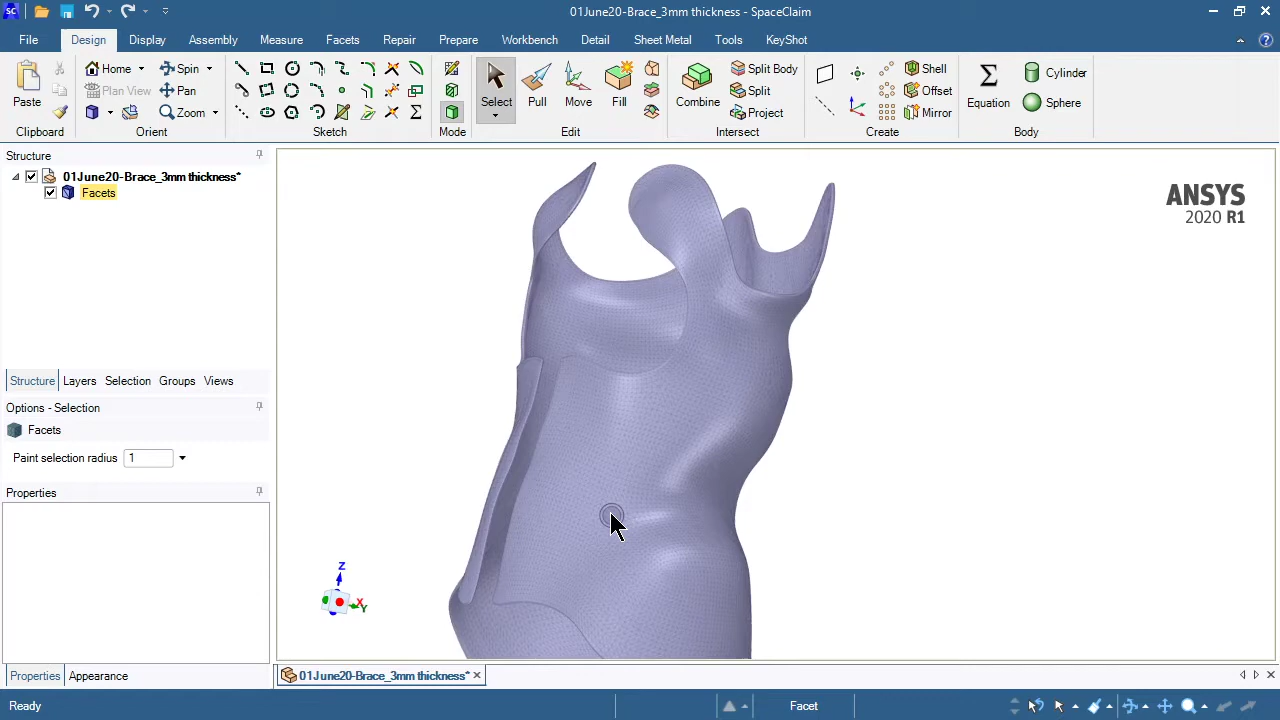 01June20-Brace_3mm thickness - SpaceClaim
File Design Display Assembly Measure Facets Repair Prepare Workbench Detail Sheet Metal Tools KeyShot
Home Spin Split Body Shell Cylinder
Plan View Pan Split Offset Sphere
Zoom Project Mirror
Paste Select Pull Move Fill Combine Equation
Clipboard Orient Sketch Mode Edit Intersect Create Body
Structure
01June20-Brace_3mm thickness*
Facets
ANSYS
2020 R1
Structure Layers Selection Groups Views
Options - Selection
Facets
Paint selection radius 1
Properties
Z
X
Y
Properties Appearance
01June20-Brace_3mm thickness*
Ready Facet